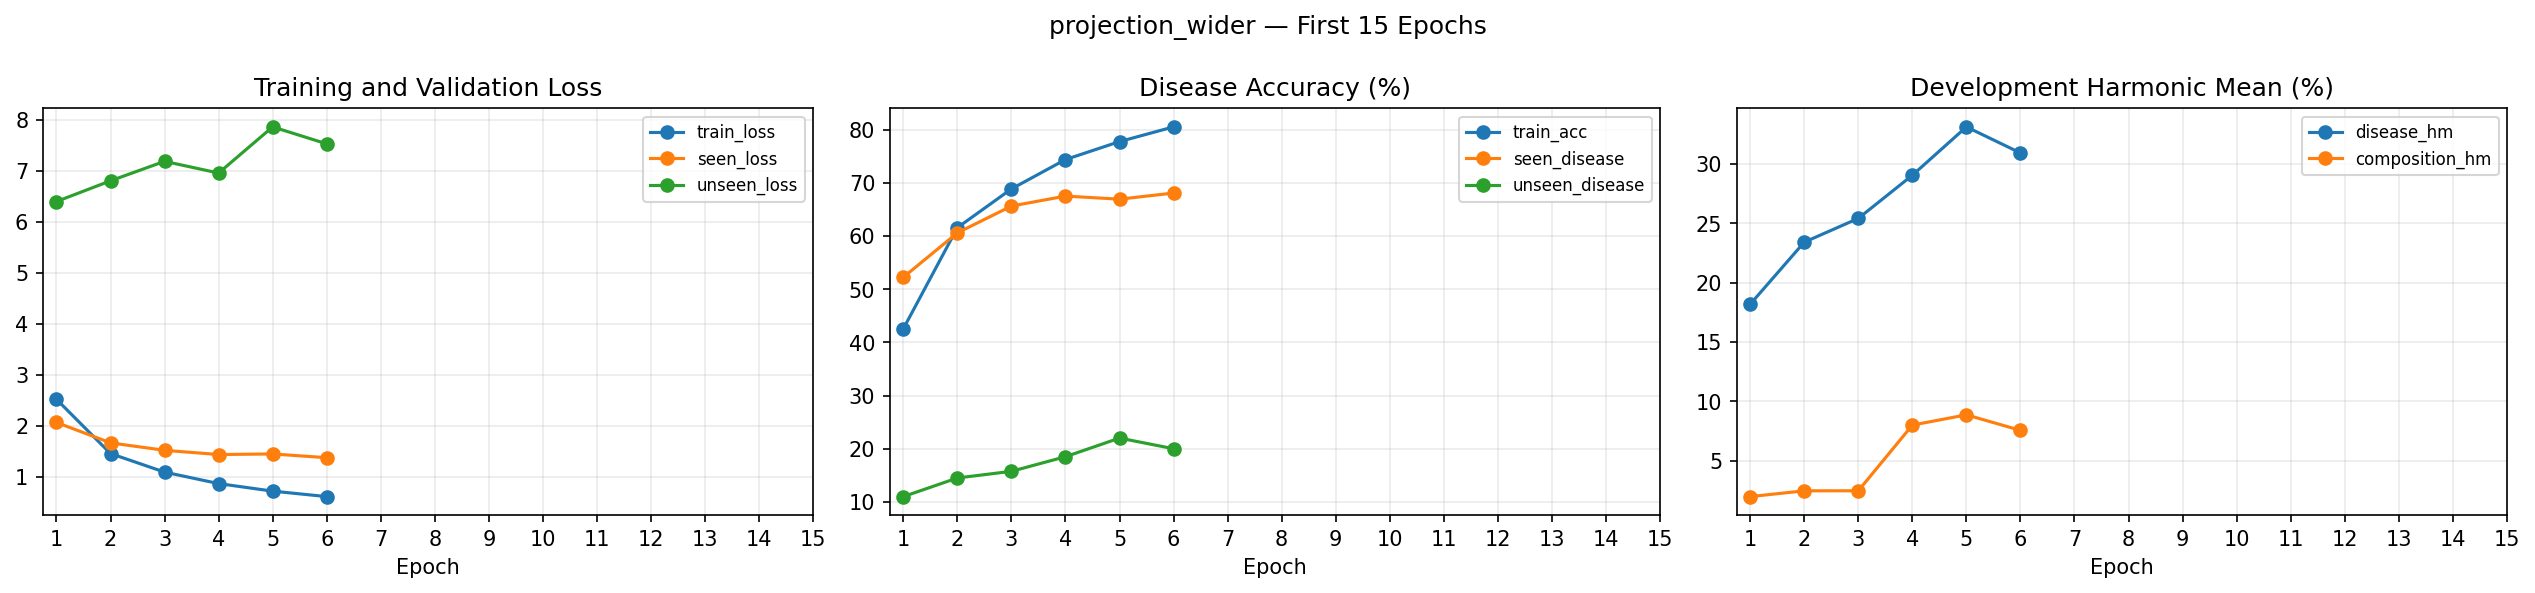 projection_wider — First 15 Epochs
Training and Validation Loss
8
7
6
5
4
3
2
1
train_loss
seen_loss
unseen_loss
1 2 3 4 5 6 7 8 9 10 11 12 13 14 15
Epoch
Disease Accuracy (%)
80
70
60
50
40
30
20
10
train_acc
seen_disease
unseen_disease
1 2 3 4 5 6 7 8 9 10 11 12 13 14 15
Epoch
Development Harmonic Mean (%)
30
25
20
15
10
5
disease_hm
composition_hm
1 2 3 4 5 6 7 8 9 10 11 12 13 14 15
Epoch